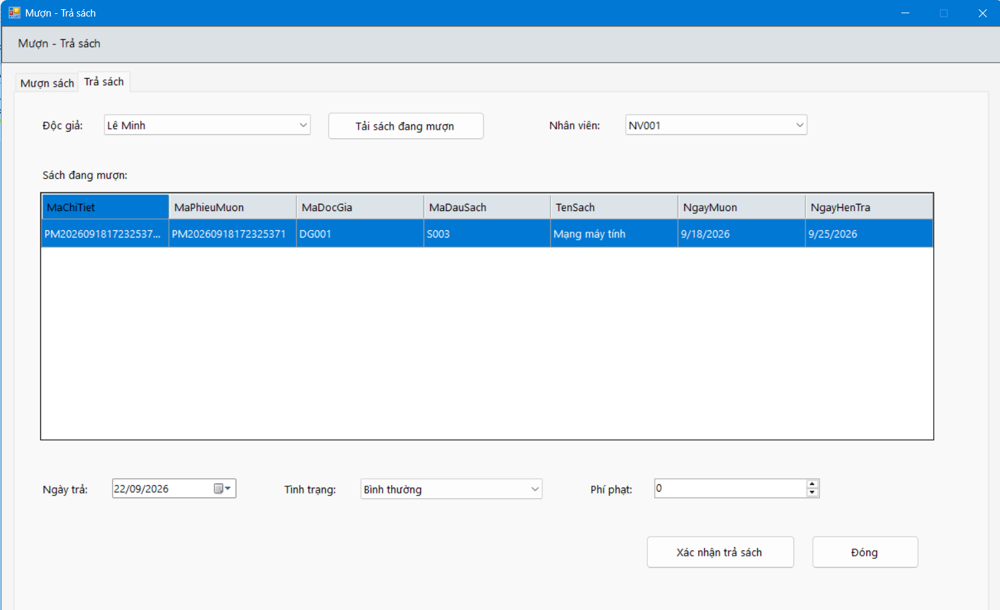 Mượn - Trả sách
Mượn - Trả sách
Mượn sách Trả sách
Độc giả: Lê Minh Tải sách đang mượn Nhân viên: NV001
Sách đang mượn:
MaChiTiet MaPhieuMuon MaDocGia MaDauSach TenSach NgayMuon NgayHenTra
PM2026091817232537... PM20260918172325371 DG001 S003 Mạng máy tính 9/18/2026 9/25/2026
Ngày trả: 22/09/2026 Tình trạng: Bình thường Phí phạt: 0
Xác nhận trả sách Đóng